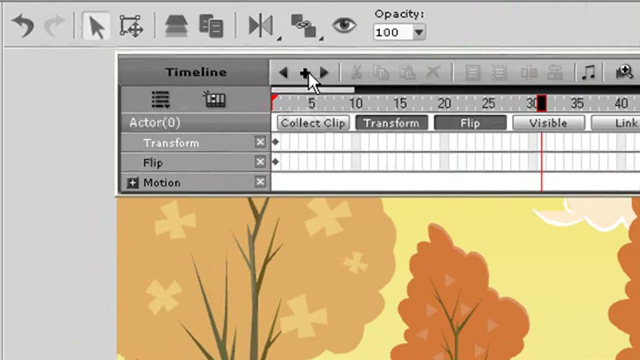 Opacity:
100
Timeline
5 10 15 20 25 30 35 40
Actor(0) Collect Clip Transform Flip Visible Link
Transform
Flip
Motion